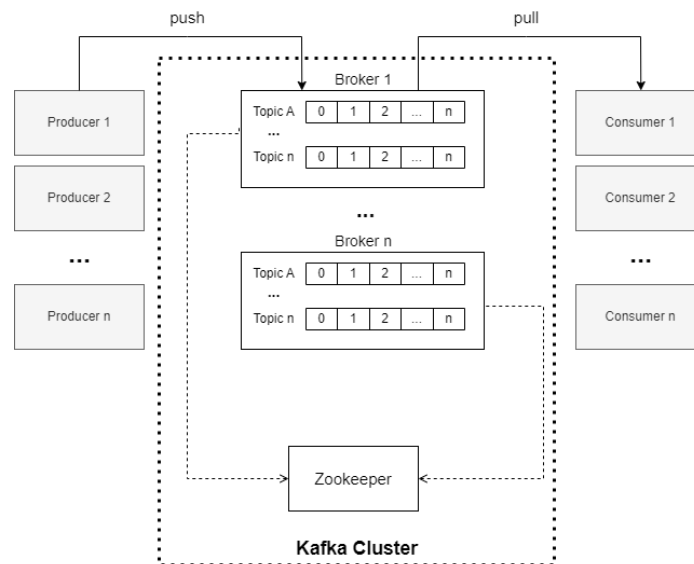 push
pull
Broker 1
Producer 1
Topic A 0 1 2 ... n
...
Topic n 0 1 2 ... n
Consumer 1
Producer 2
Consumer 2
...
...
...
Broker n
Topic A 0 1 2 ... n
...
Topic n 0 1 2 ... n
Producer n
Consumer n
Zookeeper
Kafka Cluster